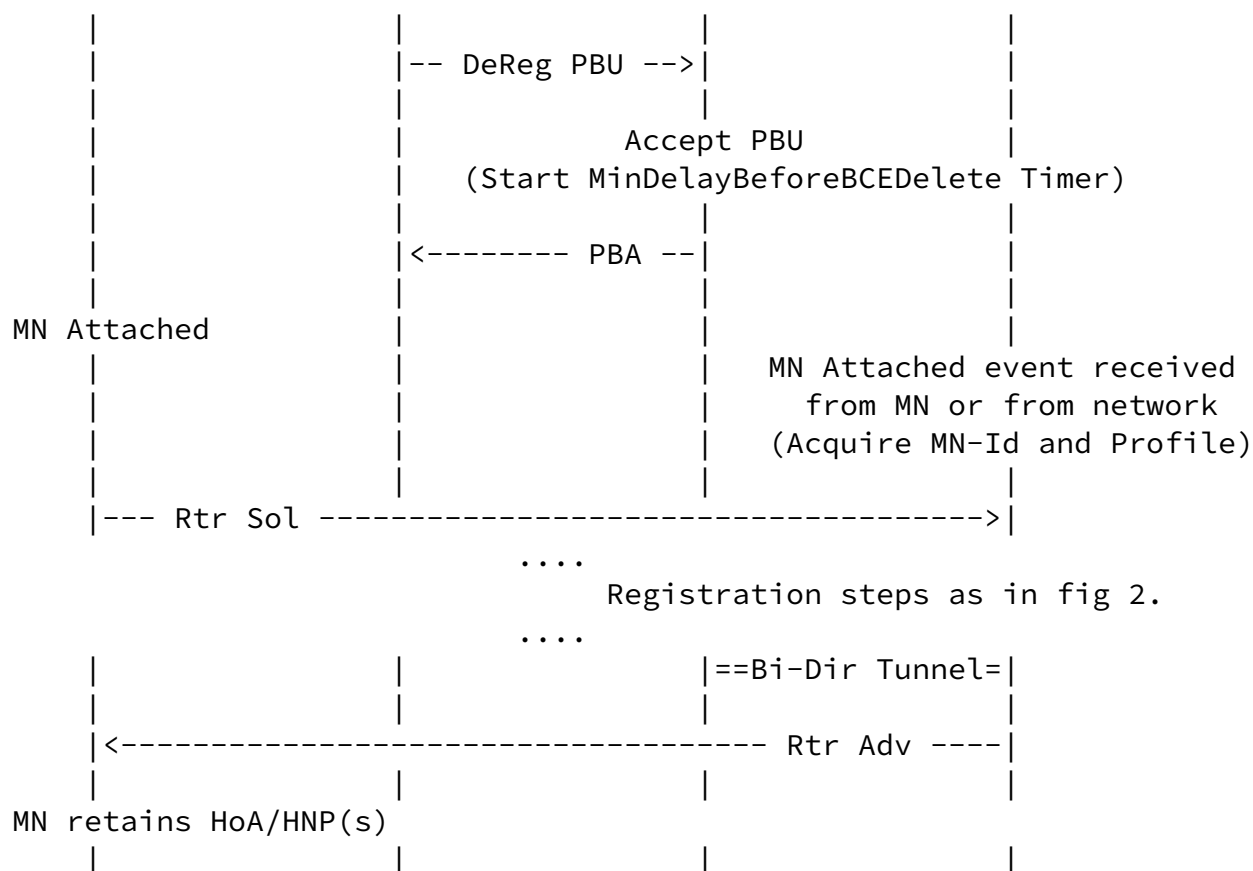 -- DeReg PBU -->
Accept PBU
(Start MinDelayBeforeBCEDelete Timer)
<-------- PBA --
MN Attached
MN Attached event received
from MN or from network
(Acquire MN-Id and Profile)
--- Rtr Sol ------------------------------------->
....
Registration steps as in fig 2.
....
==Bi-Dir Tunnel=
<------------------------------------ Rtr Adv ----
MN retains HoA/HNP(s)